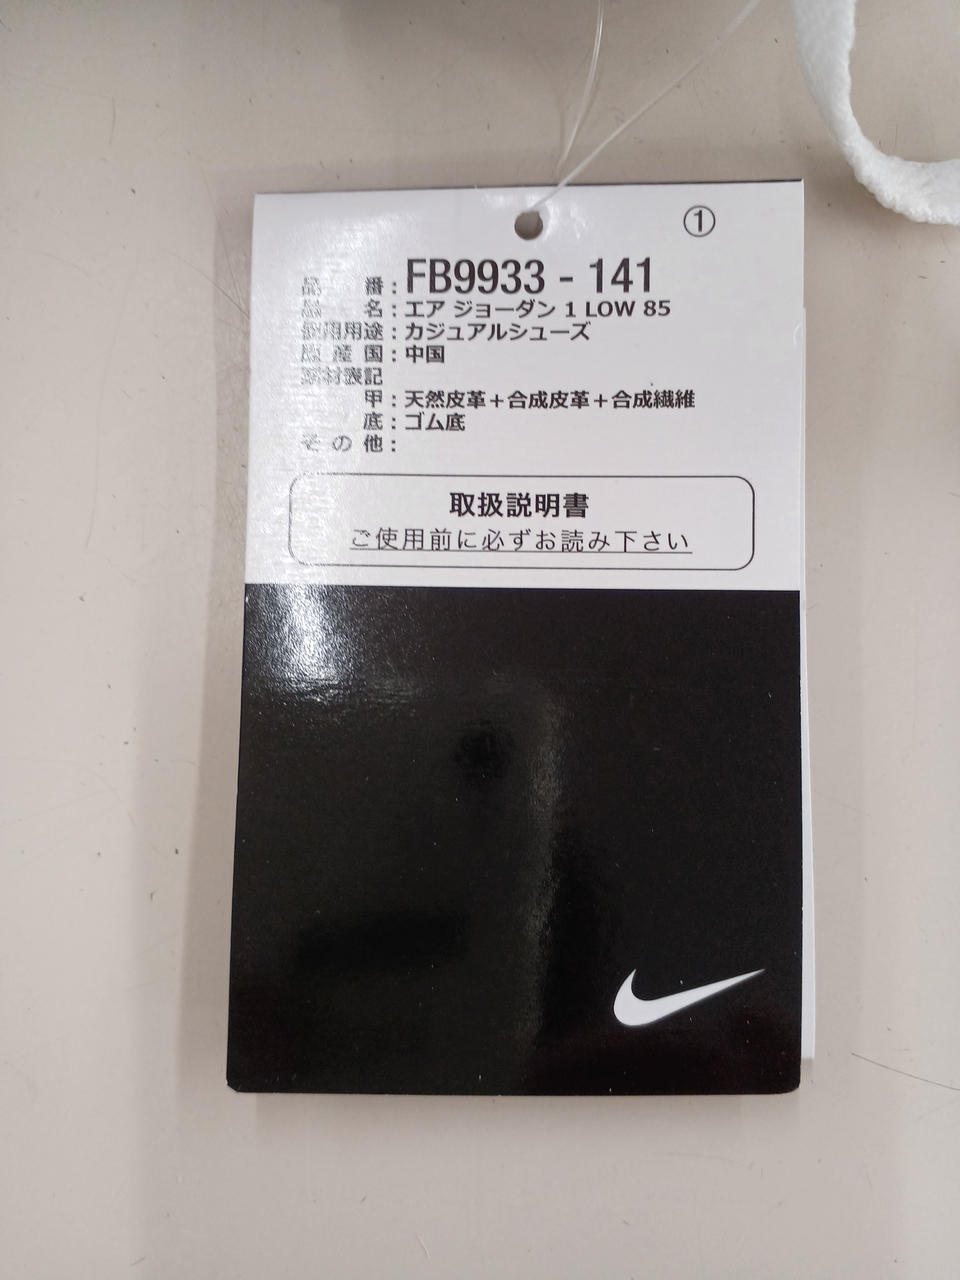 ①
品番：FB9933 - 141
品名：エア ジョーダン 1 LOW 85
使用用途：カジュアルシューズ
原産国：中国
素材表記
甲：天然皮革＋合成皮革＋合成繊維
底：ゴム底
その他：
取扱説明書
ご使用前に必ずお読み下さい